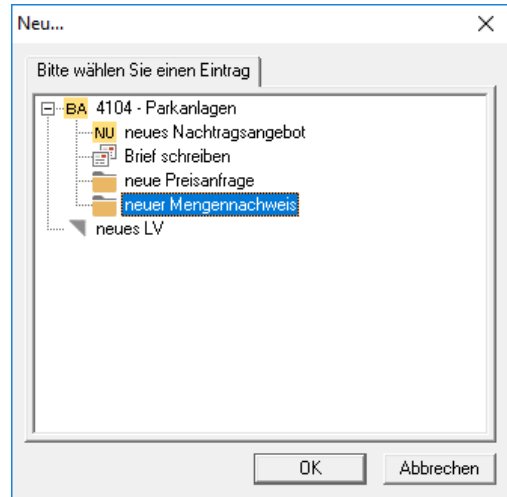 Neu...
Bitte wählen Sie einen Eintrag
BA 4104 - Parkanlagen
NU neues Nachtragsangebot
Brief schreiben
neue Preisanfrage
neuer Mengennachweis
neues LV
OK Abbrechen